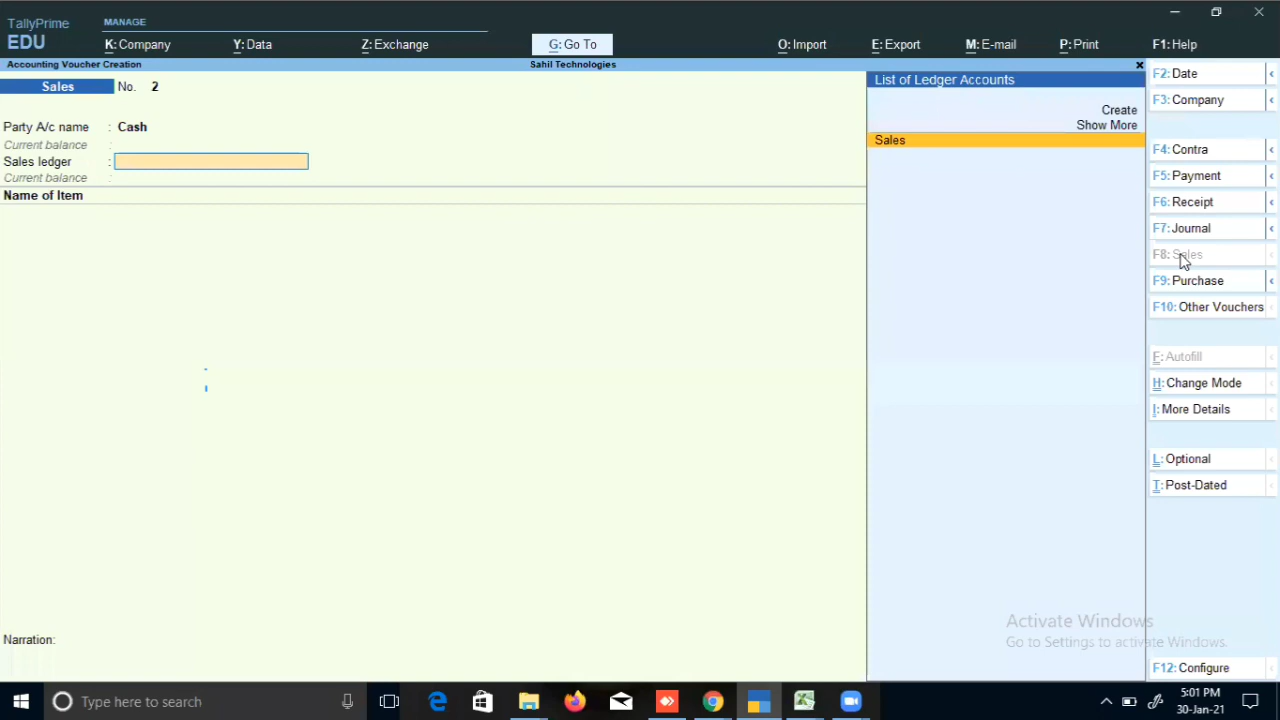 TallyPrime
EDU
MANAGE
K: Company
Y: Data
Z: Exchange
G: Go To
O: Import
E: Export
M: E-mail
P: Print
F1: Help
Accounting Voucher Creation
Sahil Technologies
Sales No. 2
Party A/c name : Cash
Current balance :
Sales ledger :
Current balance :
Name of Item
Narration:
List of Ledger Accounts
Create
Show More
Sales
F2: Date
F3: Company
F4: Contra
F5: Payment
F6: Receipt
F7: Journal
F8: Sales
F9: Purchase
F10: Other Vouchers
F: Autofill
H: Change Mode
I: More Details
L: Optional
T: Post-Dated
Activate Windows
Go to Settings to activate Windows.
F12: Configure
Type here to search
5:01 PM
30-Jan-21